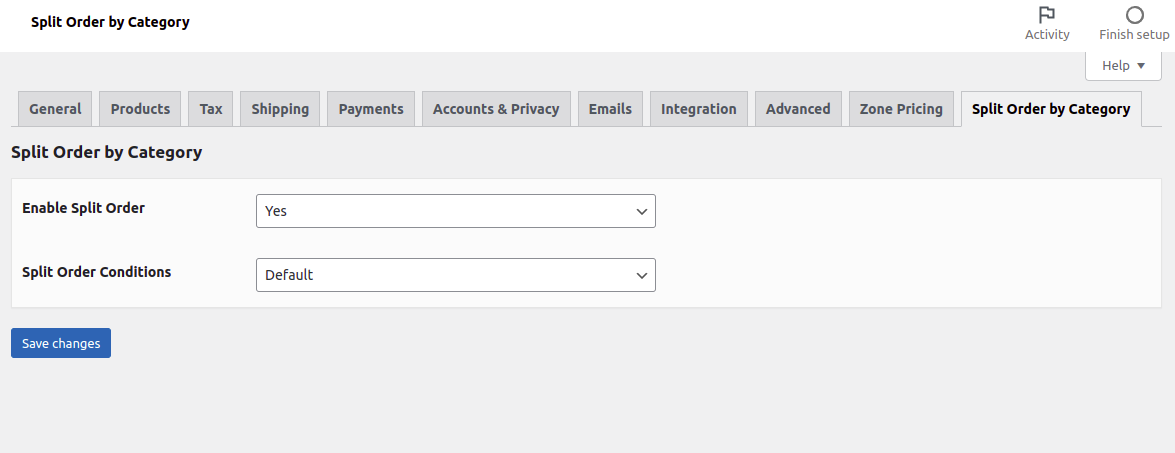 Split Order by Category
Activity
Finish setup
Help
General
Products
Tax
Shipping
Payments
Accounts & Privacy
Emails
Integration
Advanced
Zone Pricing
Split Order by Category
Split Order by Category
Enable Split Order
Yes
Split Order Conditions
Default
Save changes